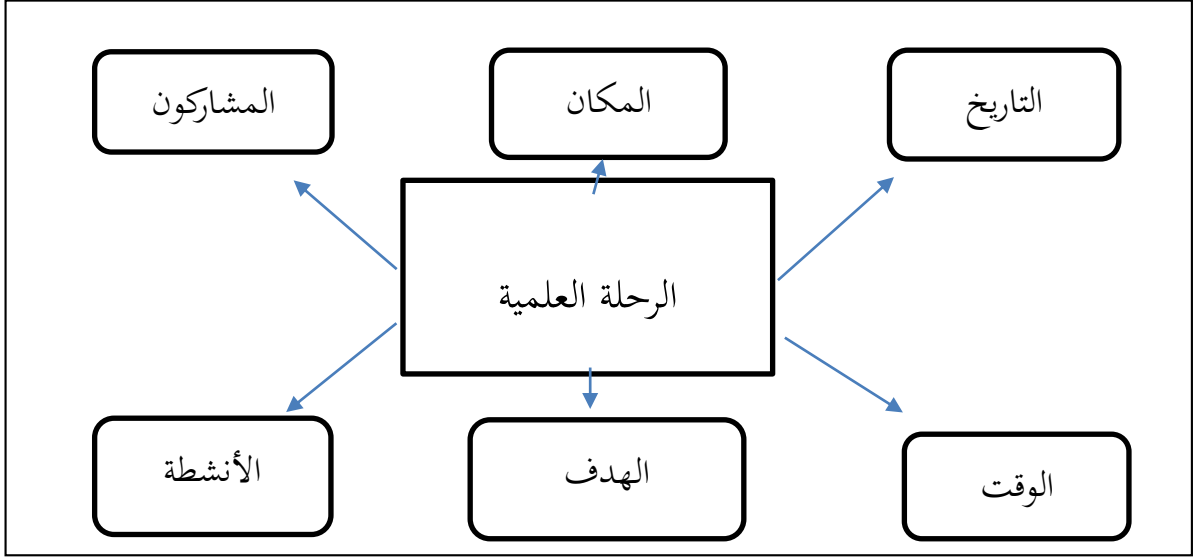 التاريخ
المكان
المشاركون
الرحلة العلمية
الوقت
الهدف
الأنشطة